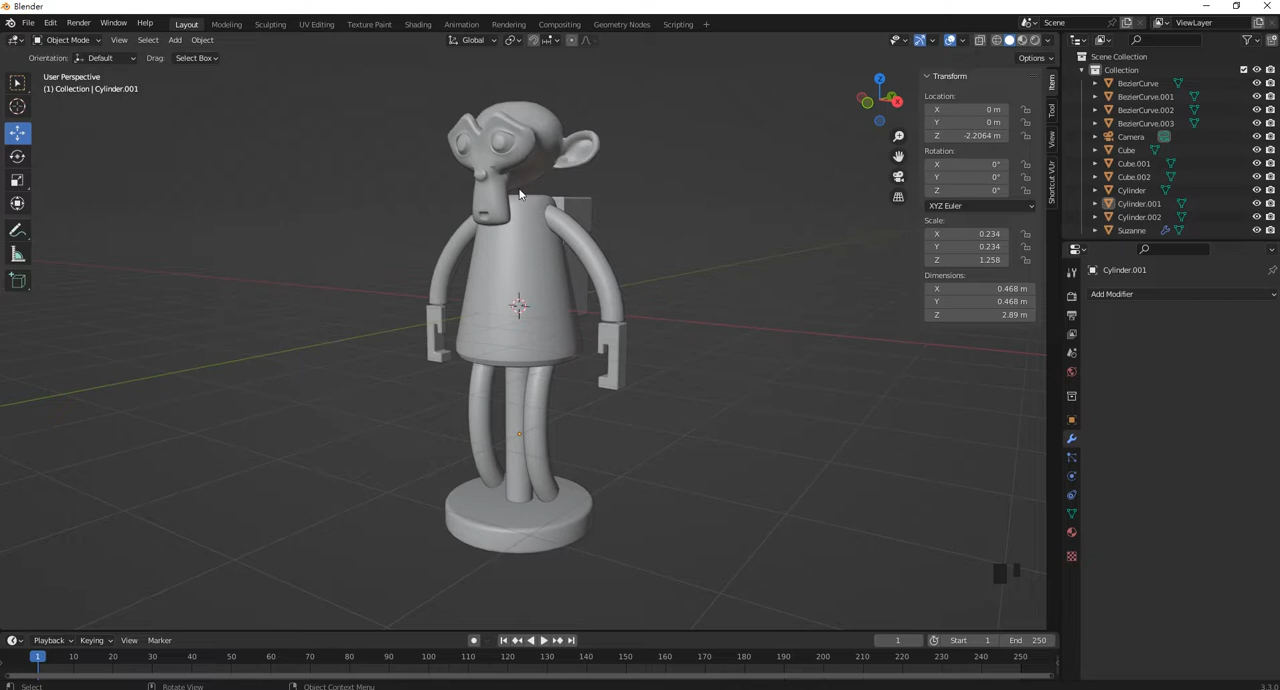 Blender
File Edit Render Window Help Layout Modeling Sculpting UV Editing Texture Paint Shading Animation Rendering Compositing Geometry Nodes Scripting + Scene ViewLayer
Object Mode View Select Add Object Global
Orientation: Default Drag: Select Box Options
User Perspective
(1) Collection | Cylinder.001
Transform
Location:
X 0 m
Y 0 m
Z -2.2064 m
Rotation:
X 0°
Y 0°
Z 0°
XYZ Euler
Scale:
X 0.234
Y 0.234
Z 1.258
Dimensions:
X 0.468 m
Y 0.468 m
Z 2.89 m
Item
Tool
View
Shortcut VUr
Z
Y
X
Scene Collection
Collection
BezierCurve
BezierCurve.001
BezierCurve.002
BezierCurve.003
Camera
Cube
Cube.001
Cube.002
Cylinder
Cylinder.001
Cylinder.002
Suzanne
Cylinder.001
Add Modifier
Playback Keying View Marker 1 Start 1 End 250
1 10 20 30 40 50 60 70 80 90 100 110 120 130 140 150 160 170 180 190 200 210 220 230 240 250
Select Rotate View Object Context Menu 3.3.0